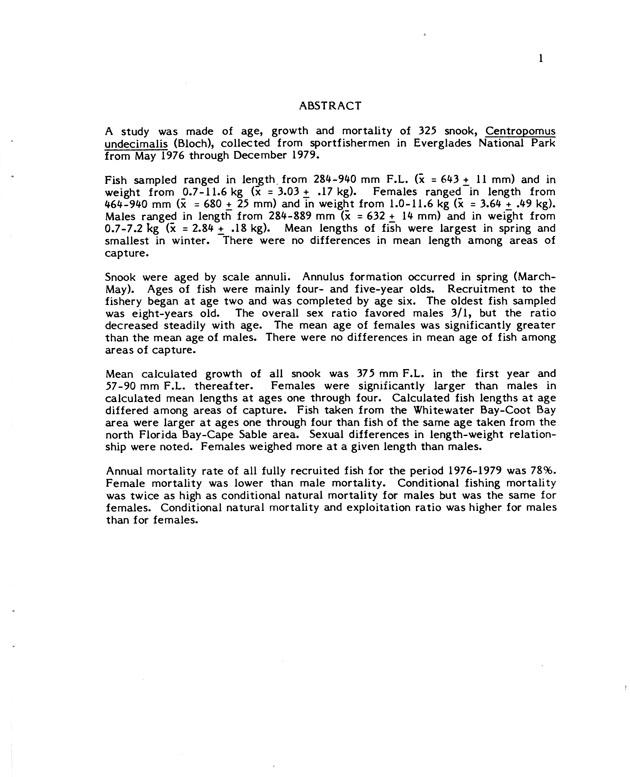 1
ABSTRACT
A study was made of age, growth and mortality of 325 snook, Centropomus
undecimalis (Bloch), collected from sportfishermen in Everglades National Park
from May 1976 through December 1979.
Fish sampled ranged in length from 284-940 mm F.L. (x̄ = 643 ± 11 mm) and in
weight from 0.7-11.6 kg (x̄ = 3.03 ± .17 kg). Females ranged in length from
464-940 mm (x̄ = 680 ± 25 mm) and in weight from 1.0-11.6 kg (x̄ = 3.64 ± .49 kg).
Males ranged in length from 284-889 mm (x̄ = 632 ± 14 mm) and in weight from
0.7-7.2 kg (x̄ = 2.84 ± .18 kg). Mean lengths of fish were largest in spring and
smallest in winter. There were no differences in mean length among areas of
capture.
Snook were aged by scale annuli. Annulus formation occurred in spring (March-
May). Ages of fish were mainly four- and five-year olds. Recruitment to the
fishery began at age two and was completed by age six. The oldest fish sampled
was eight-years old. The overall sex ratio favored males 3/1, but the ratio
decreased steadily with age. The mean age of females was significantly greater
than the mean age of males. There were no differences in mean age of fish among
areas of capture.
Mean calculated growth of all snook was 375 mm F.L. in the first year and
57-90 mm F.L. thereafter. Females were significantly larger than males in
calculated mean lengths at ages one through four. Calculated fish lengths at age
differed among areas of capture. Fish taken from the Whitewater Bay-Coot Bay
area were larger at ages one through four than fish of the same age taken from the
north Florida Bay-Cape Sable area. Sexual differences in length-weight relation-
ship were noted. Females weighed more at a given length than males.
Annual mortality rate of all fully recruited fish for the period 1976-1979 was 78%.
Female mortality was lower than male mortality. Conditional fishing mortality
was twice as high as conditional natural mortality for males but was the same for
females. Conditional natural mortality and exploitation ratio was higher for males
than for females.